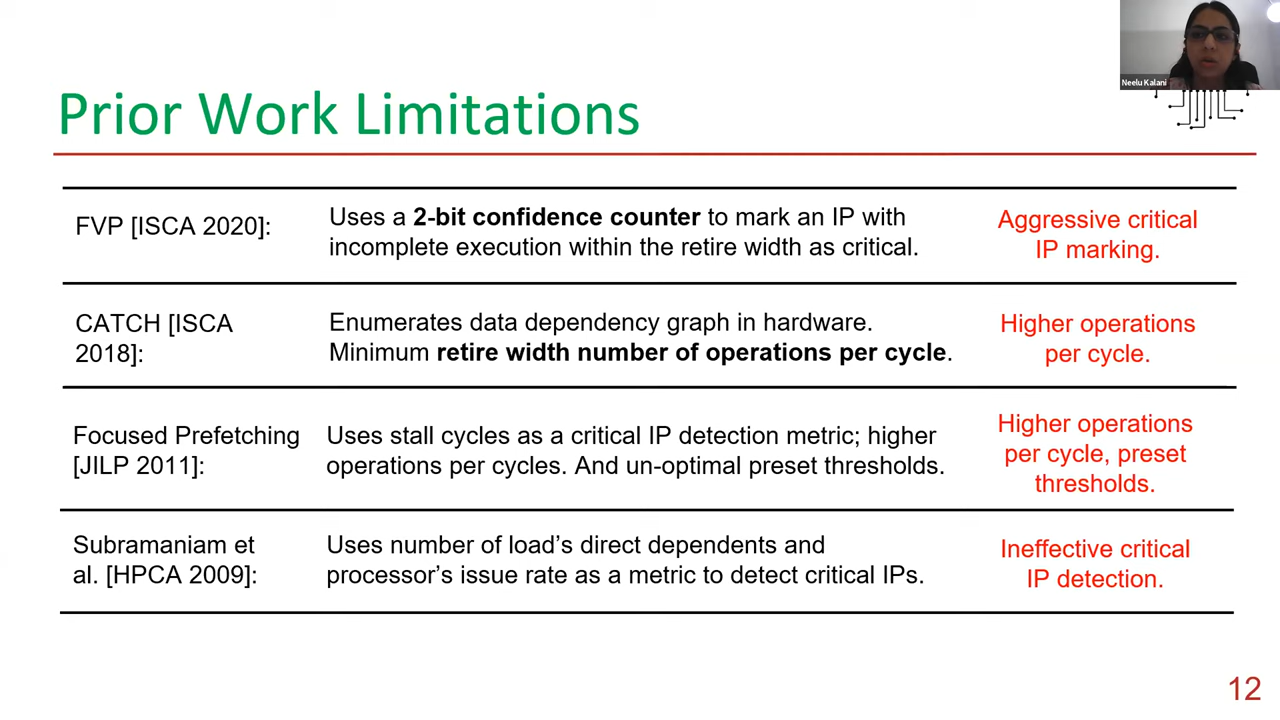 Neelu Kalani
Prior Work Limitations
FVP [ISCA 2020]:
Uses a 2-bit confidence counter to mark an IP with
incomplete execution within the retire width as critical.
Aggressive critical
IP marking.
CATCH [ISCA
2018]:
Enumerates data dependency graph in hardware.
Minimum retire width number of operations per cycle.
Higher operations
per cycle.
Focused Prefetching
[JILP 2011]:
Uses stall cycles as a critical IP detection metric; higher
operations per cycles. And un-optimal preset thresholds.
Higher operations
per cycle, preset
thresholds.
Subramaniam et
al. [HPCA 2009]:
Uses number of load’s direct dependents and
processor’s issue rate as a metric to detect critical IPs.
Ineffective critical
IP detection.
12